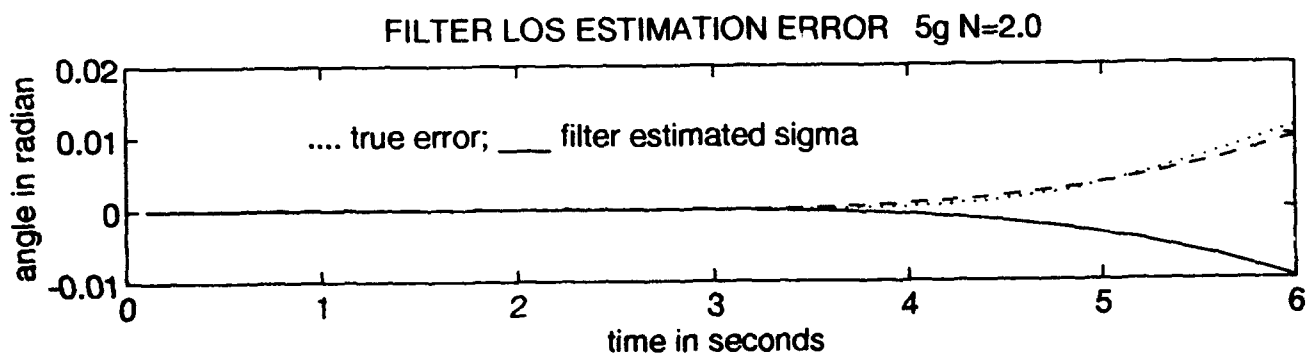 FILTER LOS ESTIMATION ERROR 5g N=2.0
0.02
0.01
0
-0.01
angle in radian
.... true error; ___ filter estimated sigma
0 1 2 3 4 5 6
time in seconds